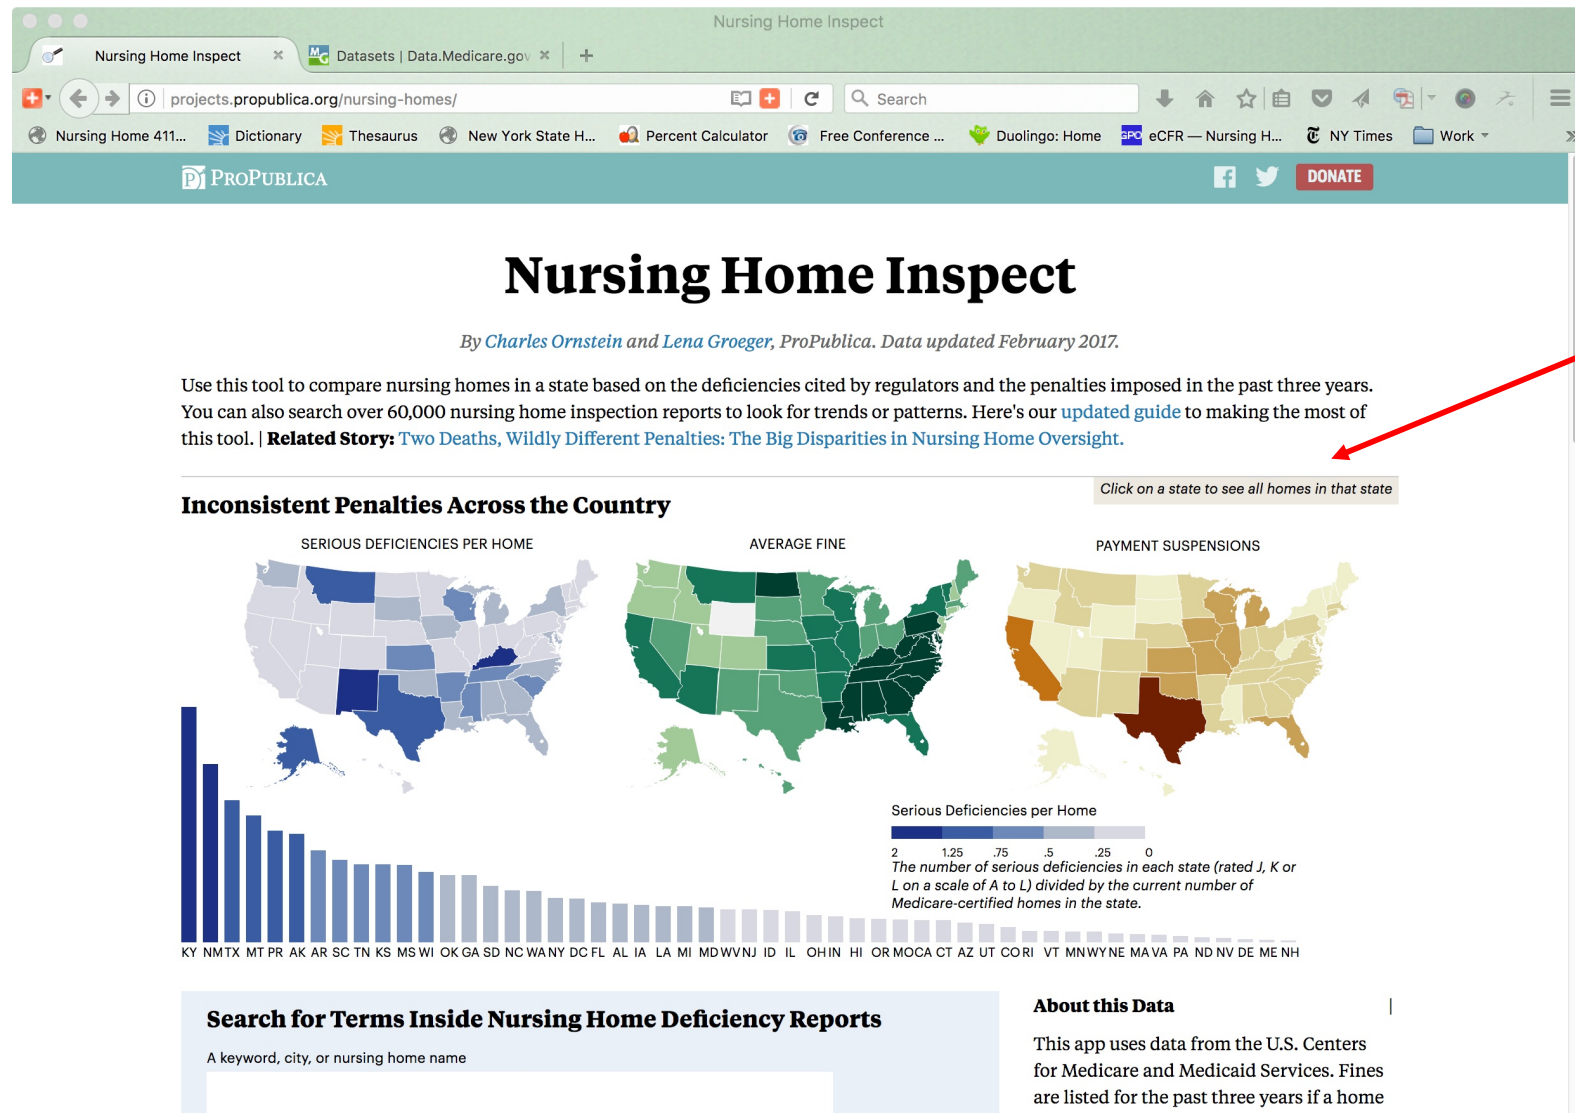 Nursing Home Inspect
Nursing Home Inspect
Datasets | Data.Medicare.gov
projects.propublica.org/nursing-homes/
Search
Nursing Home 411...
Dictionary
Thesaurus
New York State H...
Percent Calculator
Free Conference ...
Duolingo: Home
GPO
eCFR — Nursing H...
NY Times
Work
PROPUBLICA
DONATE
Nursing Home Inspect
By Charles Ornstein and Lena Groeger, ProPublica. Data updated February 2017.
Use this tool to compare nursing homes in a state based on the deficiencies cited by regulators and the penalties imposed in the past three years.
You can also search over 60,000 nursing home inspection reports to look for trends or patterns. Here's our updated guide to making the most of
this tool. | Related Story: Two Deaths, Wildly Different Penalties: The Big Disparities in Nursing Home Oversight.
Click on a state to see all homes in that state
Inconsistent Penalties Across the Country
SERIOUS DEFICIENCIES PER HOME
AVERAGE FINE
PAYMENT SUSPENSIONS
Serious Deficiencies per Home
2 1.25 .75 .5 .25 0
The number of serious deficiencies in each state (rated J, K or
L on a scale of A to L) divided by the current number of
Medicare-certified homes in the state.
KY NM TX MT PR AK AR SC TN KS MS WI OK GA SD NC WA NY DC FL AL IA LA MI MD WV NJ ID IL OH IN HI OR MO CA CT AZ UT CO RI VT MN WY NE MA VA PA ND NV DE ME NH
Search for Terms Inside Nursing Home Deficiency Reports
A keyword, city, or nursing home name
About this Data
This app uses data from the U.S. Centers
for Medicare and Medicaid Services. Fines
are listed for the past three years if a home